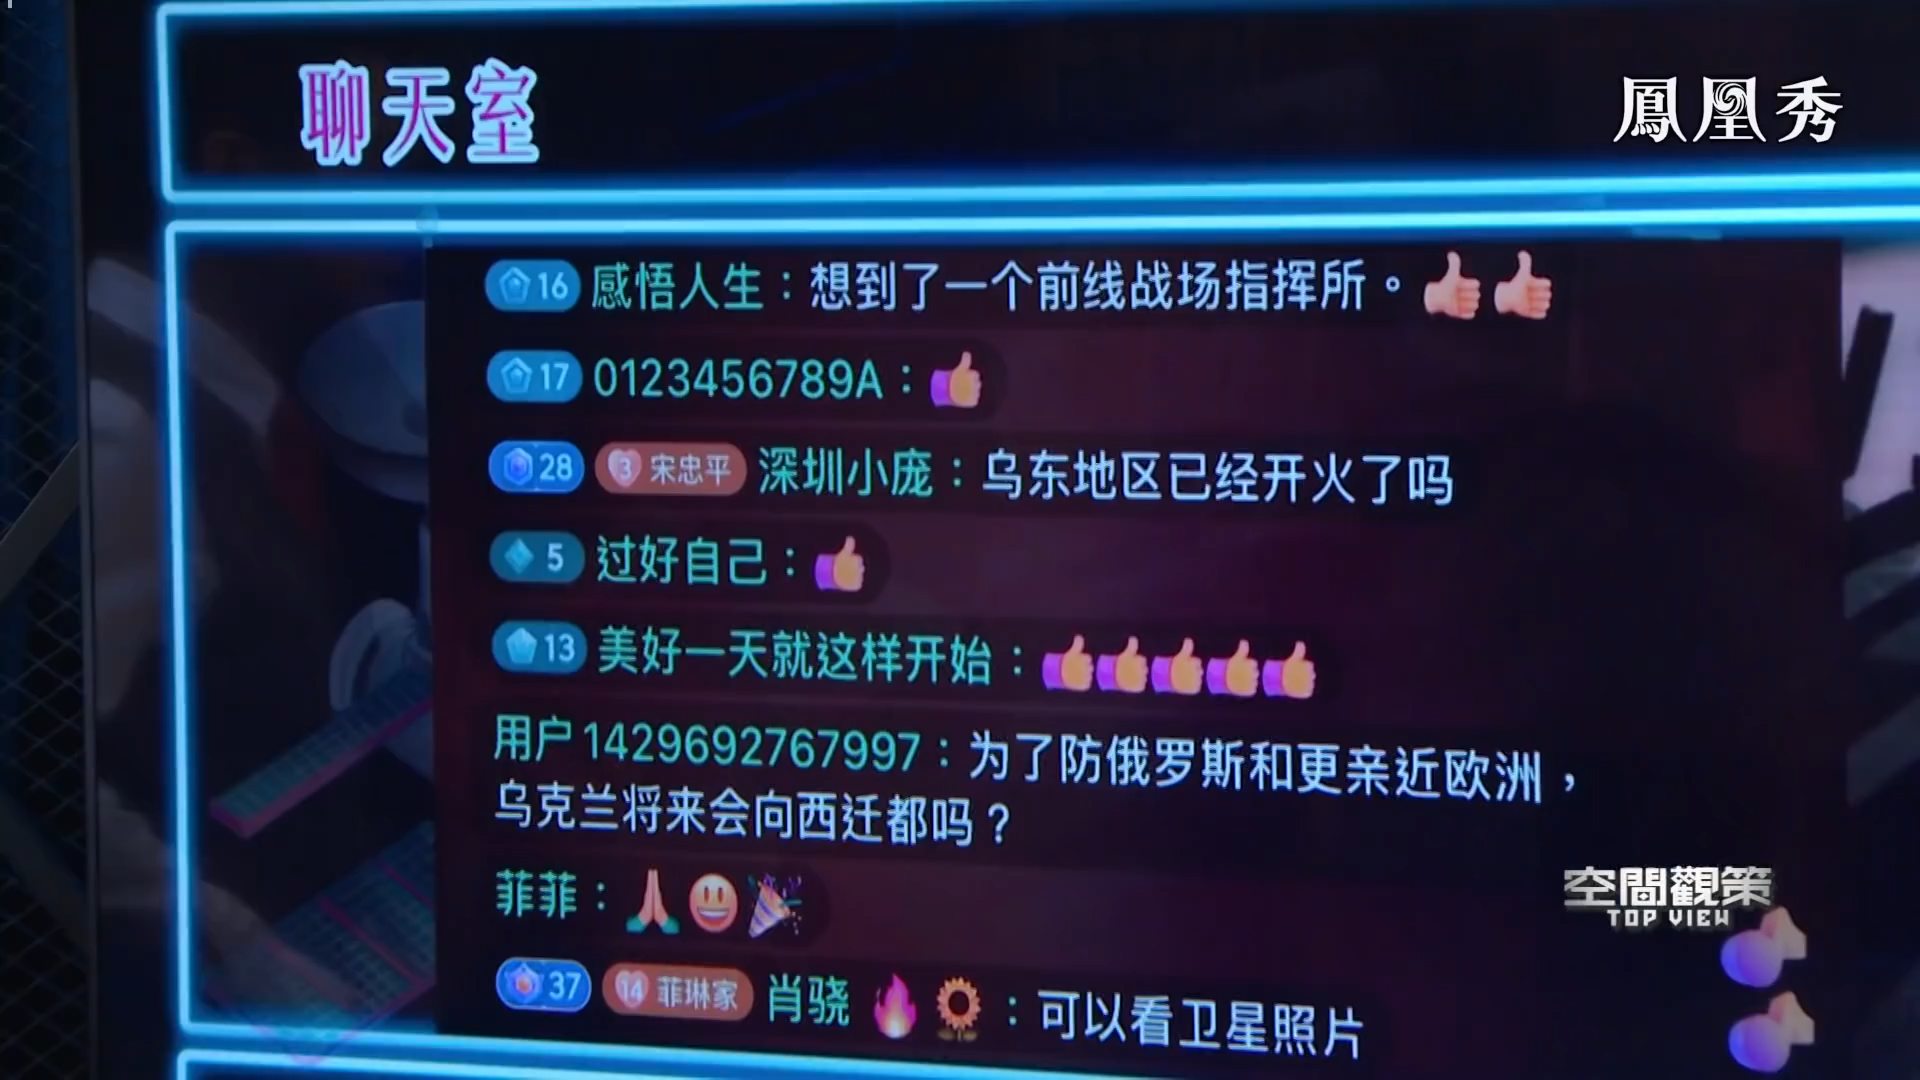 聊天室
鳳凰秀
16 感悟人生：想到了一个前线战场指挥所。👍👍
17 0123456789A：👍
28 3 宋忠平 深圳小庞：乌东地区已经开火了吗
5 过好自己：👍
13 美好一天就这样开始：👍👍👍👍👍
用户1429692767997：为了防俄罗斯和更亲近欧洲，
乌克兰将来会向西迁都吗？
菲菲：🙏😃🎉
37 14 菲琳家 肖骁🔥🌻：可以看卫星照片
空間觀策
TOP VIEW